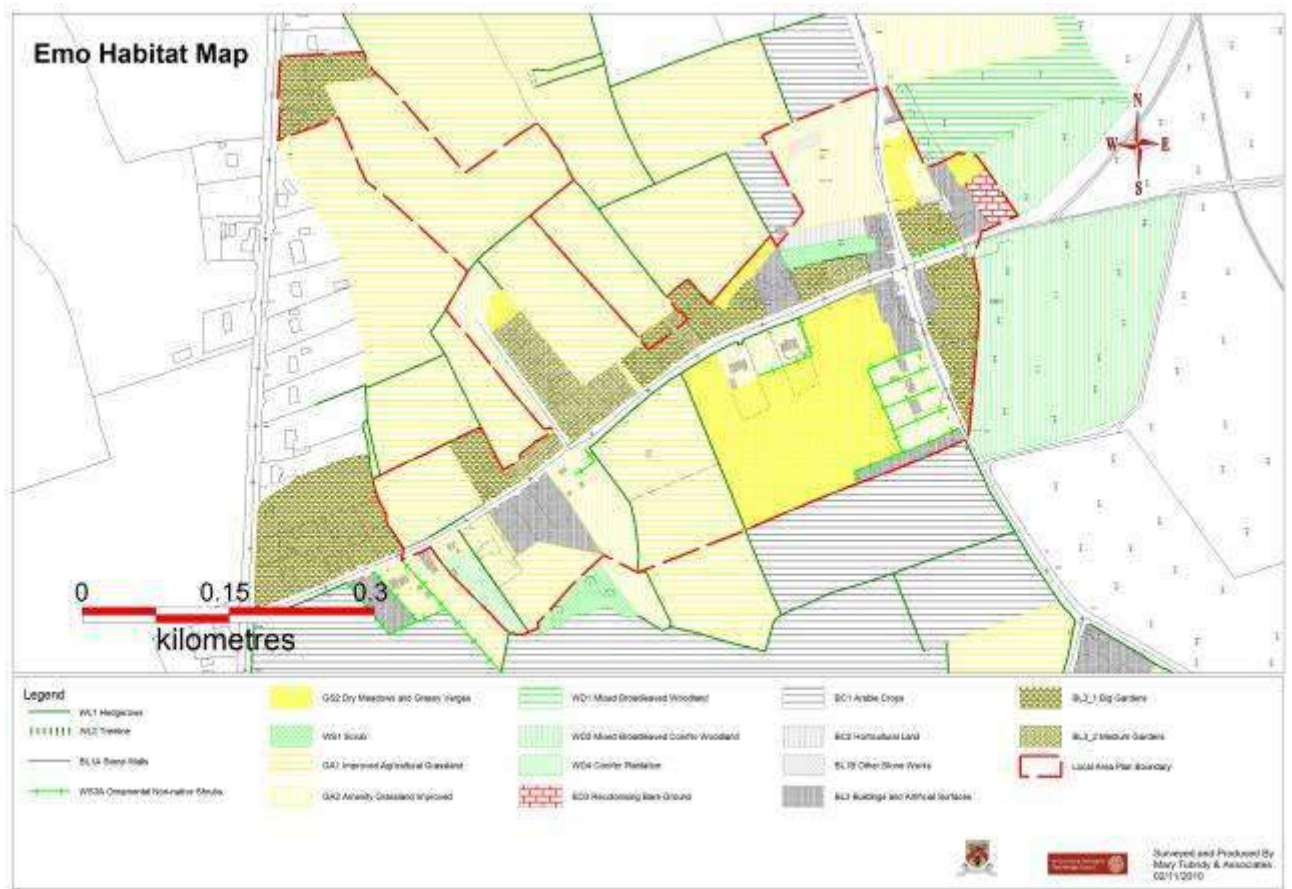 Emo Habitat Map
N
W E
S
0 0.15 0.3
kilometres
Legend
WL1 Hedgerows
WL2 Treeline
BL1A Stone Walls
WS3A Ornamental Non-native Shrubs
GS2 Dry Meadows and Grassy Verges
WS1 Scrub
GA1 Improved Agricultural Grassland
GA2 Amenity Grassland Improved
WD1 Mixed Broadleaved Woodland
WD2 Mixed Broadleaved Conifer Woodland
WD4 Conifer Plantation
ED3 Recolonising Bare Ground
BC1 Arable Crops
BC2 Horticultural Land
BL1B Other Stone Works
BL3 Buildings and Artificial Surfaces
BL3_1 Big Gardens
BL3_2 Medium Gardens
Local Area Plan Boundary
Surveyed and Produced By
Mary Tubridy & Associates
02/11/2010